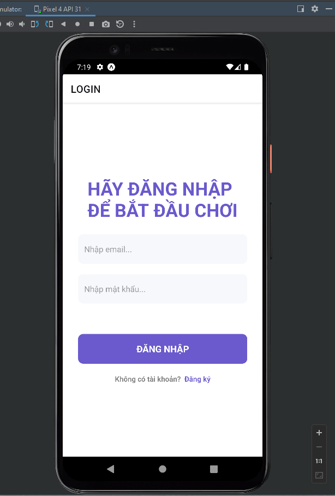 Emulator:
Pixel 4 API 31
7:19
LOGIN
HÃY ĐĂNG NHẬP
ĐỂ BẮT ĐẦU CHƠI
Nhập email...
Nhập mật khẩu...
ĐĂNG NHẬP
Không có tài khoản? Đăng ký
1:1